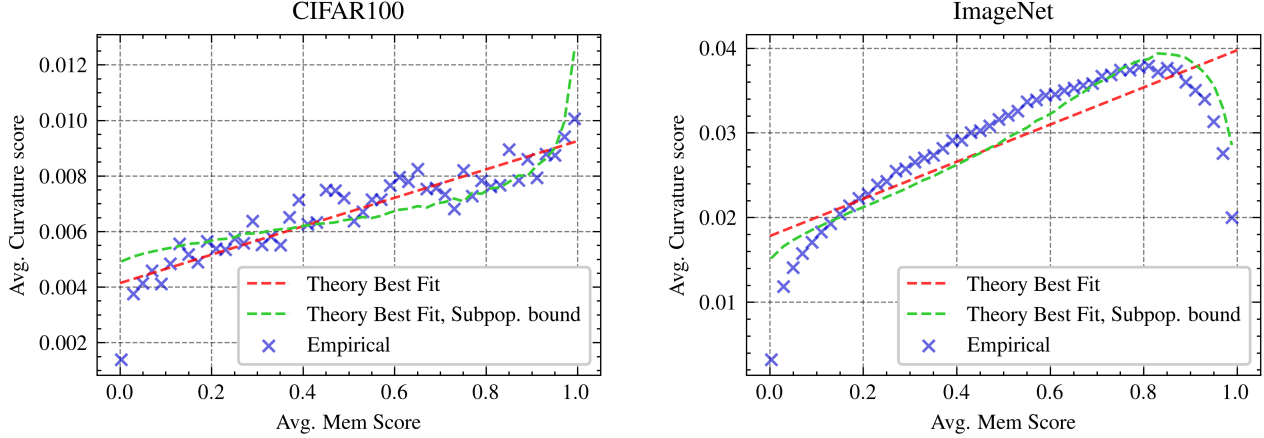 CIFAR100
Avg. Curvature score
0.012
0.010
0.008
0.006
0.004
0.002
Theory Best Fit
Theory Best Fit, Subpop. bound
Empirical
0.0 0.2 0.4 0.6 0.8 1.0
Avg. Mem Score
ImageNet
Avg. Curvature score
0.04
0.03
0.02
0.01
Theory Best Fit
Theory Best Fit, Subpop. bound
Empirical
0.0 0.2 0.4 0.6 0.8 1.0
Avg. Mem Score